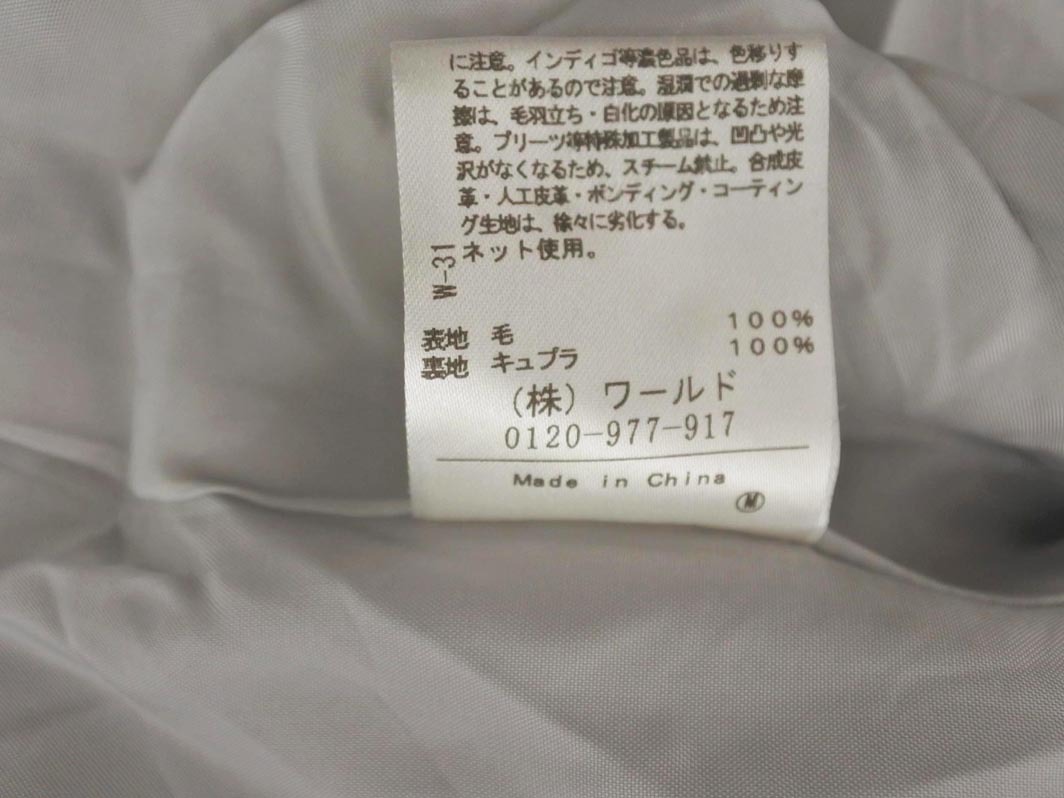 に注意。インディゴ等濃色品は、色移りす
ることがあるので注意。湿潤での過剰な摩
擦は、毛羽立ち・白化の原因となるため注
意。プリーツ等特殊加工製品は、凹凸や光
沢がなくなるため、スチーム禁止。合成皮
革・人工皮革・ボンディング・コーティン
グ生地は、徐々に劣化する。
ネット使用。
W-31
表地 毛 100%
裏地 キュプラ 100%
(株) ワールド
0120-977-917
Made in China
M